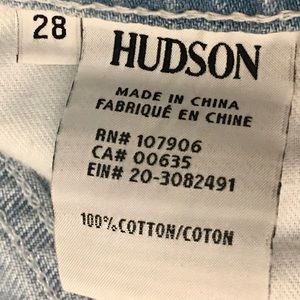 28
HUDSON
MADE IN CHINA
FABRIQUÉ EN CHINE
RN# 107906
CA# 00635
EIN# 20-3082491
100% COTTON/COTON